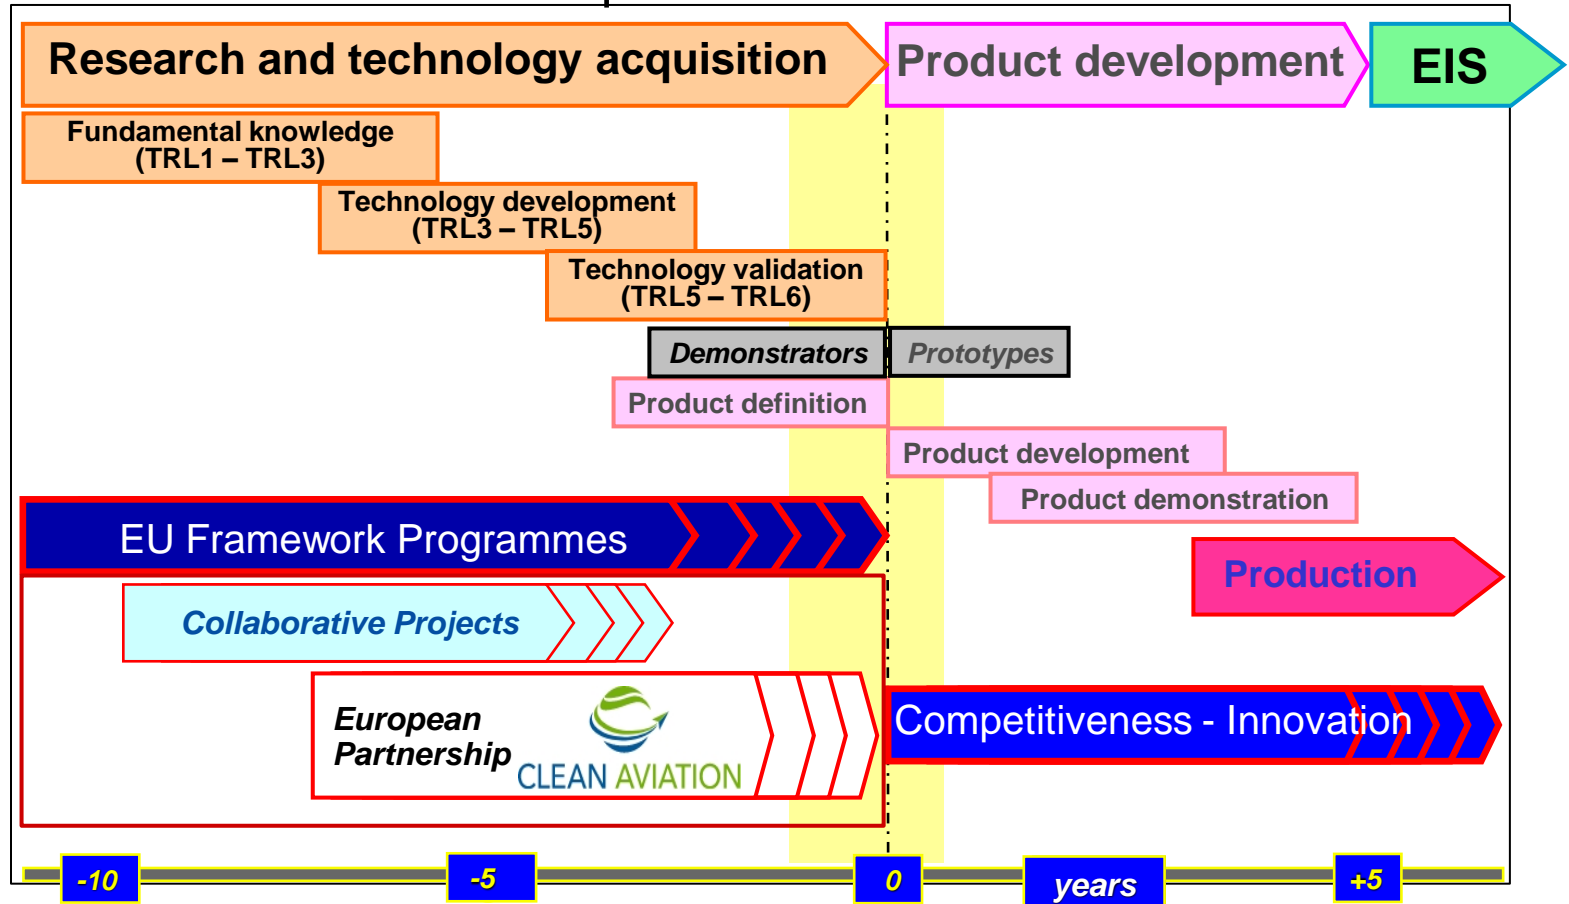 Research and technology acquisition
Product development
EIS
Fundamental knowledge
(TRL1 – TRL3)
Technology development
(TRL3 – TRL5)
Technology validation
(TRL5 – TRL6)
Demonstrators
Prototypes
Product definition
Product development
Product demonstration
EU Framework Programmes
Production
Collaborative Projects
European
Partnership
CLEAN AVIATION
Competitiveness - Innovation
-10
-5
0
years
+5